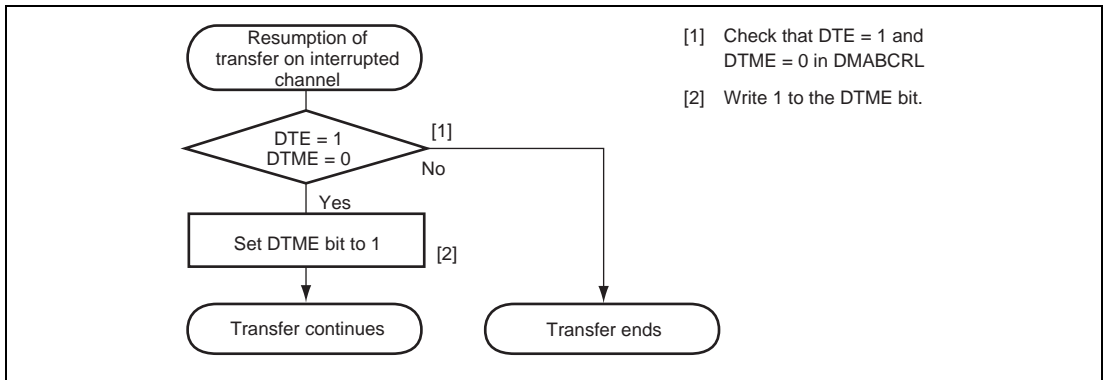 Resumption of
transfer on interrupted
channel
[1] Check that DTE = 1 and
DTME = 0 in DMABCRL
[2] Write 1 to the DTME bit.
DTE = 1
DTME = 0
[1]
No
Yes
Set DTME bit to 1
[2]
Transfer continues
Transfer ends